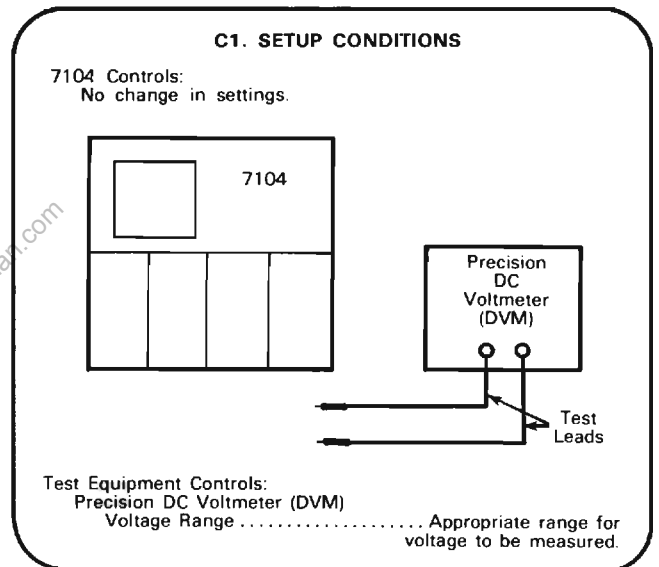 C1. SETUP CONDITIONS
7104 Controls:
No change in settings.
7104
Precision
DC
Voltmeter
(DVM)
Test
Leads
Test Equipment Controls:
Precision DC Voltmeter (DVM)
Voltage Range .................... Appropriate range for
voltage to be measured.